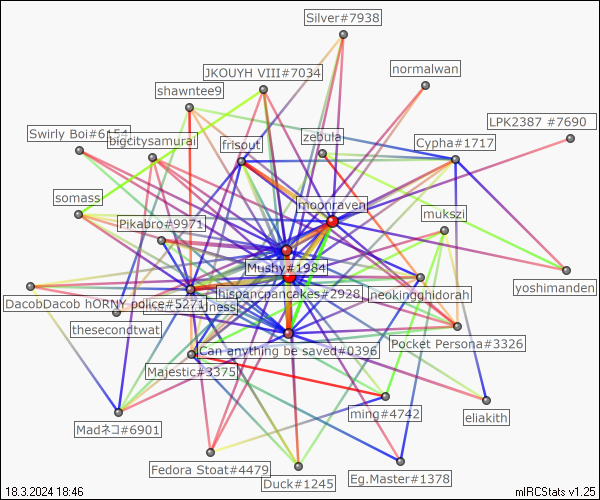 Silver#7938
JKOUYH VIII#7034
normalwan
shawntee9
LPK2387 #7690
Swirly Boi#6154
bigcitysamurai
frisout
zebula
Cypha#1717
somass
moonraven
mukszi
Pikabro#9971
Mushy#1984
hispancpancakes#2928
neokingghidorah
yoshimanden
DacobDacob hORNY police#5271
thesecondtwat
Can anything be saved#0396
Pocket Persona#3326
Majestic#3375
ming#4742
eliakith
Madネコ#6901
Fedora Stoat#4479
Duck#1245
Eg.Master#1378
18.3.2024 18:46
mIRCStats v1.25